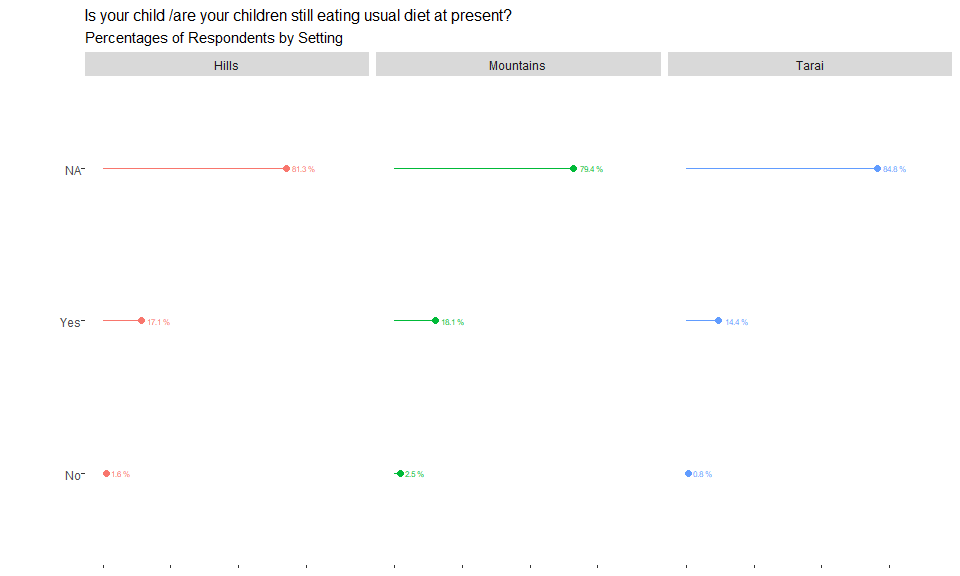 Is your child /are your children still eating usual diet at present?
Percentages of Respondents by Setting
Hills Mountains Tarai
NA 81.3 % 79.4 % 84.8 %
Yes 17.1 % 18.1 % 14.4 %
No 1.6 % 2.5 % 0.8 %